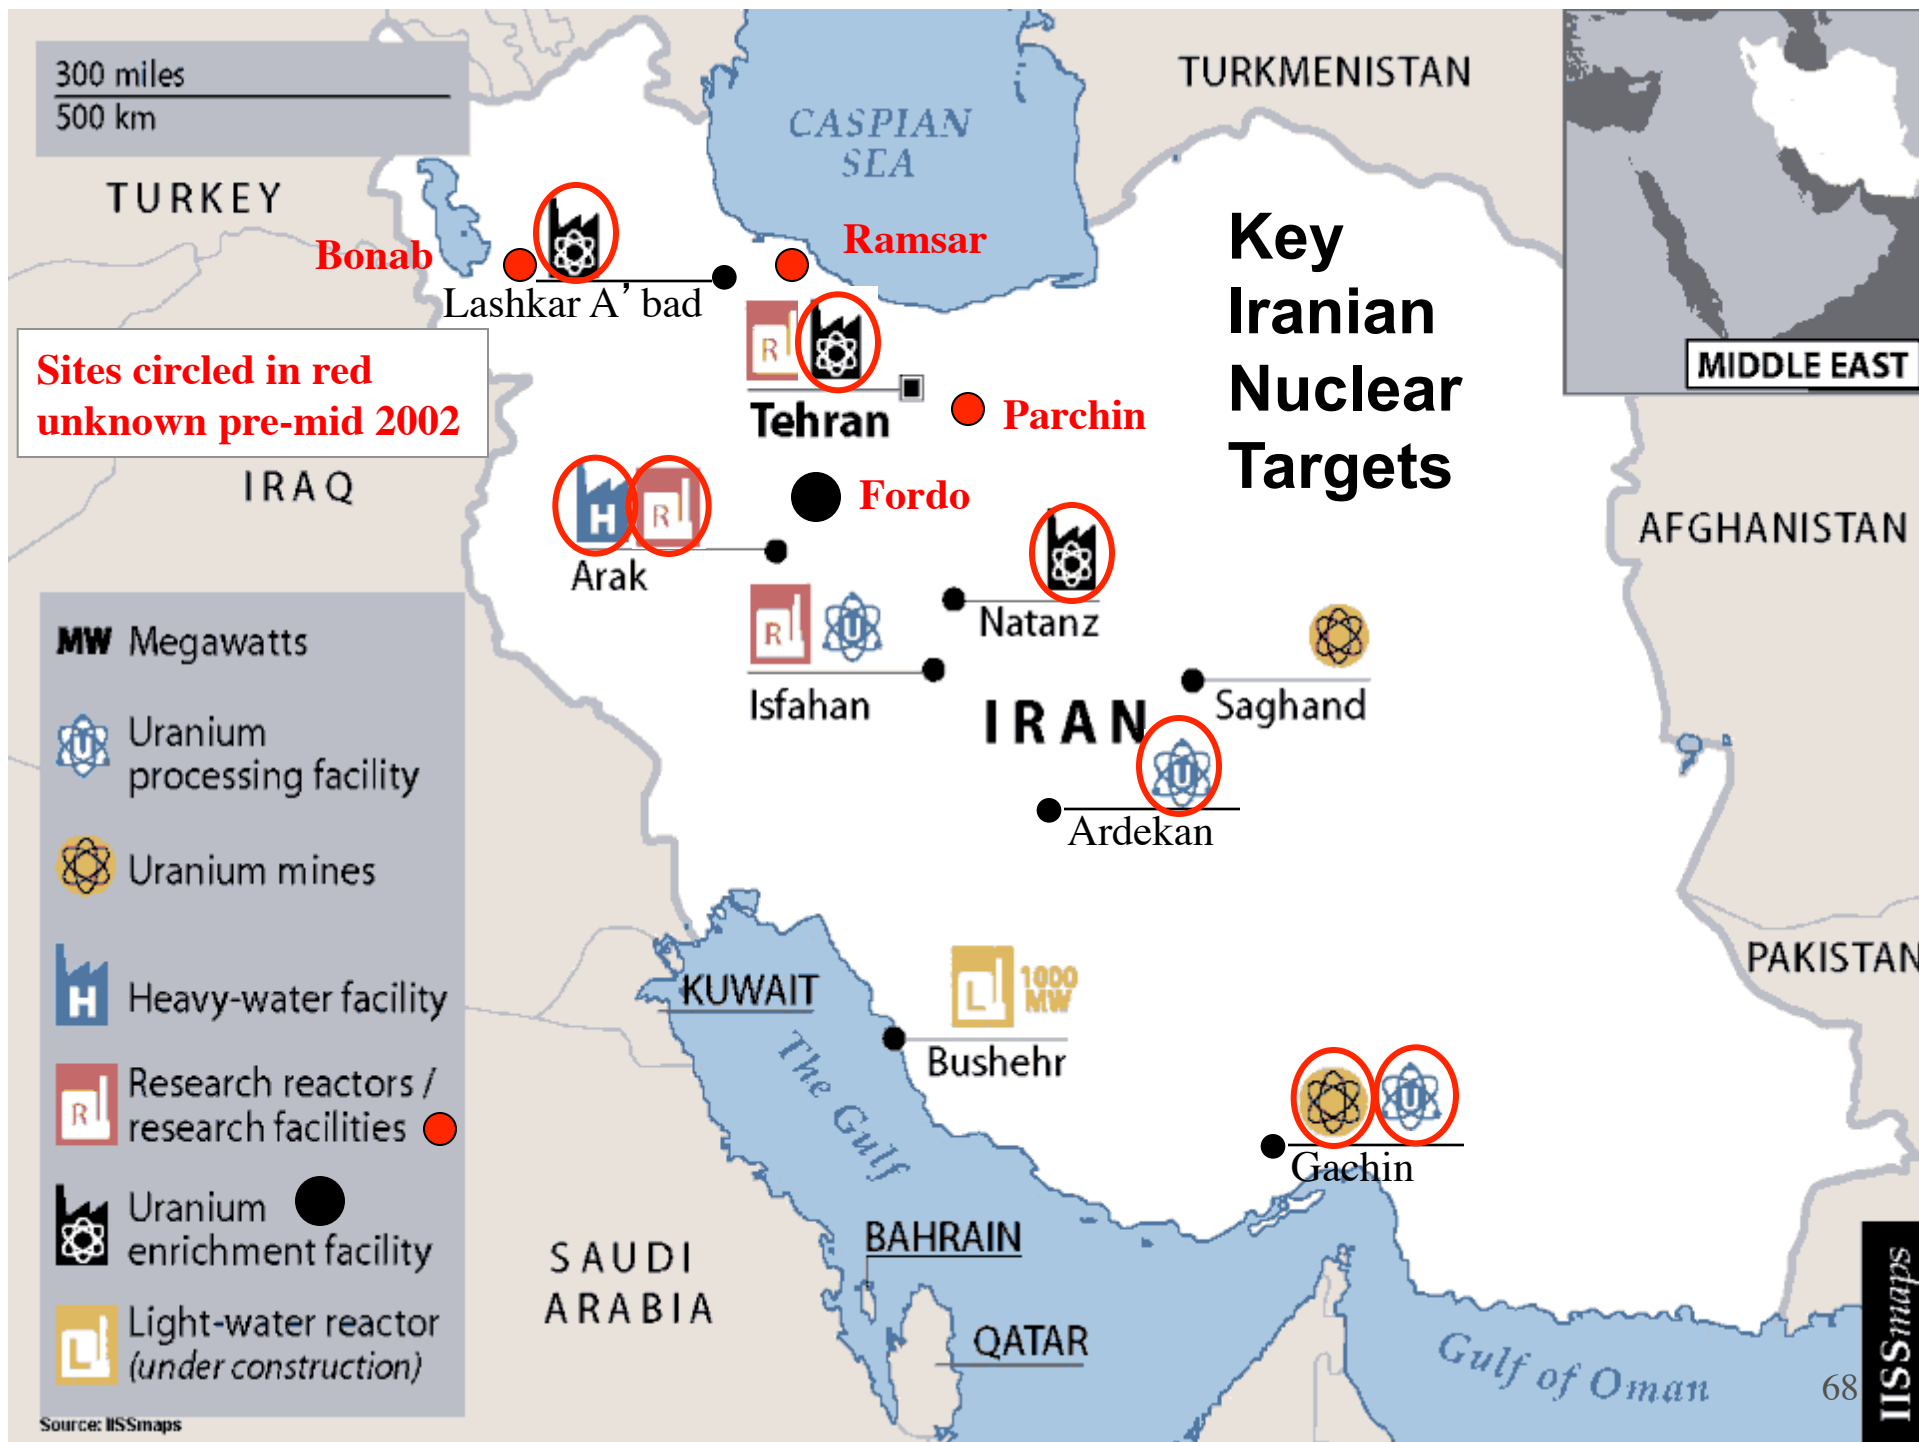 300 miles
500 km
TURKEY
CASPIAN
SEA
TURKMENISTAN
MIDDLE EAST
Key
Iranian
Nuclear
Targets
Bonab
Ramsar
Lashkar A’ bad
Sites circled in red
unknown pre-mid 2002
R
Tehran
Parchin
IRAQ
Fordo
H
R
Arak
AFGHANISTAN
Natanz
R
U
Isfahan
IRAN
Saghand
U
Ardekan
MW Megawatts
U
Uranium
processing facility
Uranium mines
H
Heavy-water facility
R
Research reactors /
research facilities
Uranium
enrichment facility
L
Light-water reactor
(under construction)
Source: IISSmaps
PAKISTAN
KUWAIT
L
1000
MW
Bushehr
The Gulf
U
Gachin
SAUDI
ARABIA
BAHRAIN
QATAR
Gulf of Oman
68
IISSmaps